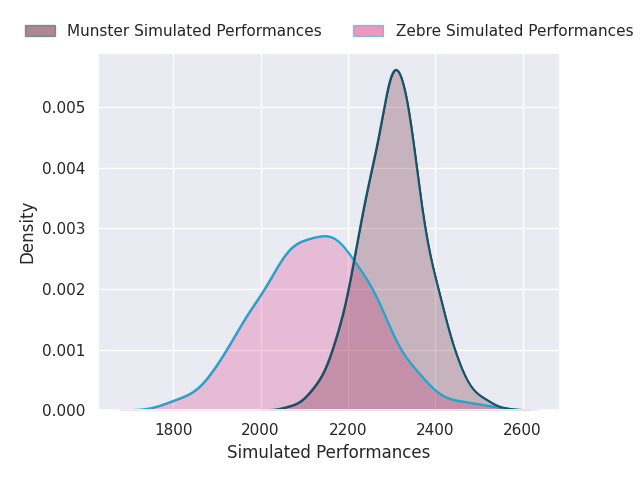 Munster Simulated Performances Zebre Simulated Performances
0.005
0.004
0.003
0.002
0.001
0.000
Density
1800 2000 2200 2400 2600
Simulated Performances